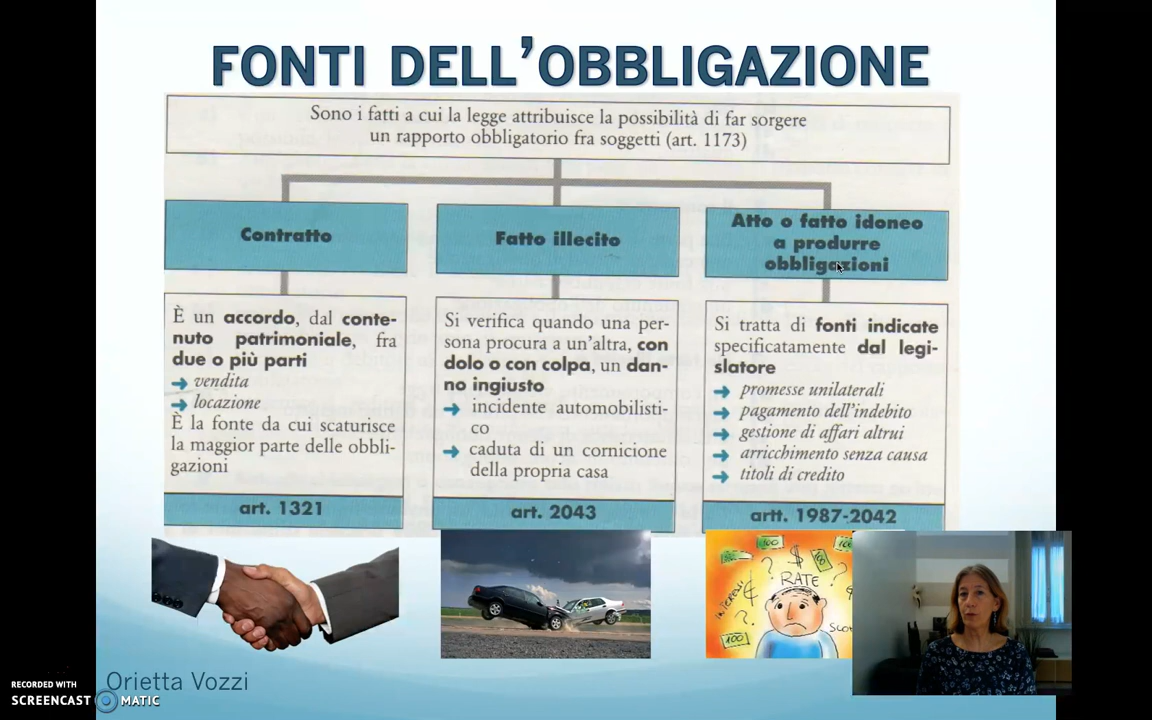 FONTI DELL'OBBLIGAZIONE
Sono i fatti a cui la legge attribuisce la possibilità di far sorgere
un rapporto obbligatorio fra soggetti (art. 1173)
Contratto
È un accordo, dal conte-
nuto patrimoniale, fra
due o più parti
➔ vendita
➔ locazione
È la fonte da cui scaturisce
la maggior parte delle obbli-
gazioni
art. 1321
Fatto illecito
Si verifica quando una per-
sona procura a un'altra, con
dolo o con colpa, un dan-
no ingiusto
➔ incidente automobilisti-
co
➔ caduta di un cornicione
della propria casa
art. 2043
Atto o fatto idoneo
a produrre
obbligazioni
Si tratta di fonti indicate
specificatamente dal legi-
slatore
➔ promesse unilaterali
➔ pagamento dell'indebito
➔ gestione di affari altrui
➔ arricchimento senza causa
➔ titoli di credito
artt. 1987-2042
100
$
?
RATE
?
INTERESSI
?
100
Orietta Vozzi
RECORDED WITH
SCREENCAST MATIC